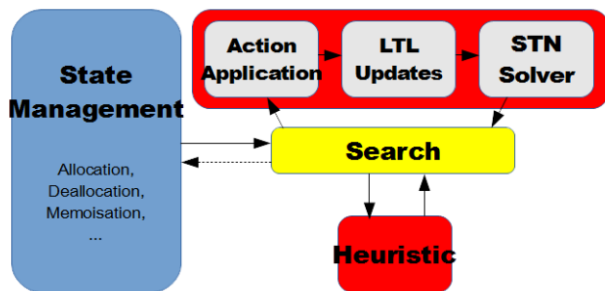 State
Management
Allocation,
Deallocation,
Memoisation,
...
Action
Application
LTL
Updates
STN
Solver
Search
Heuristic